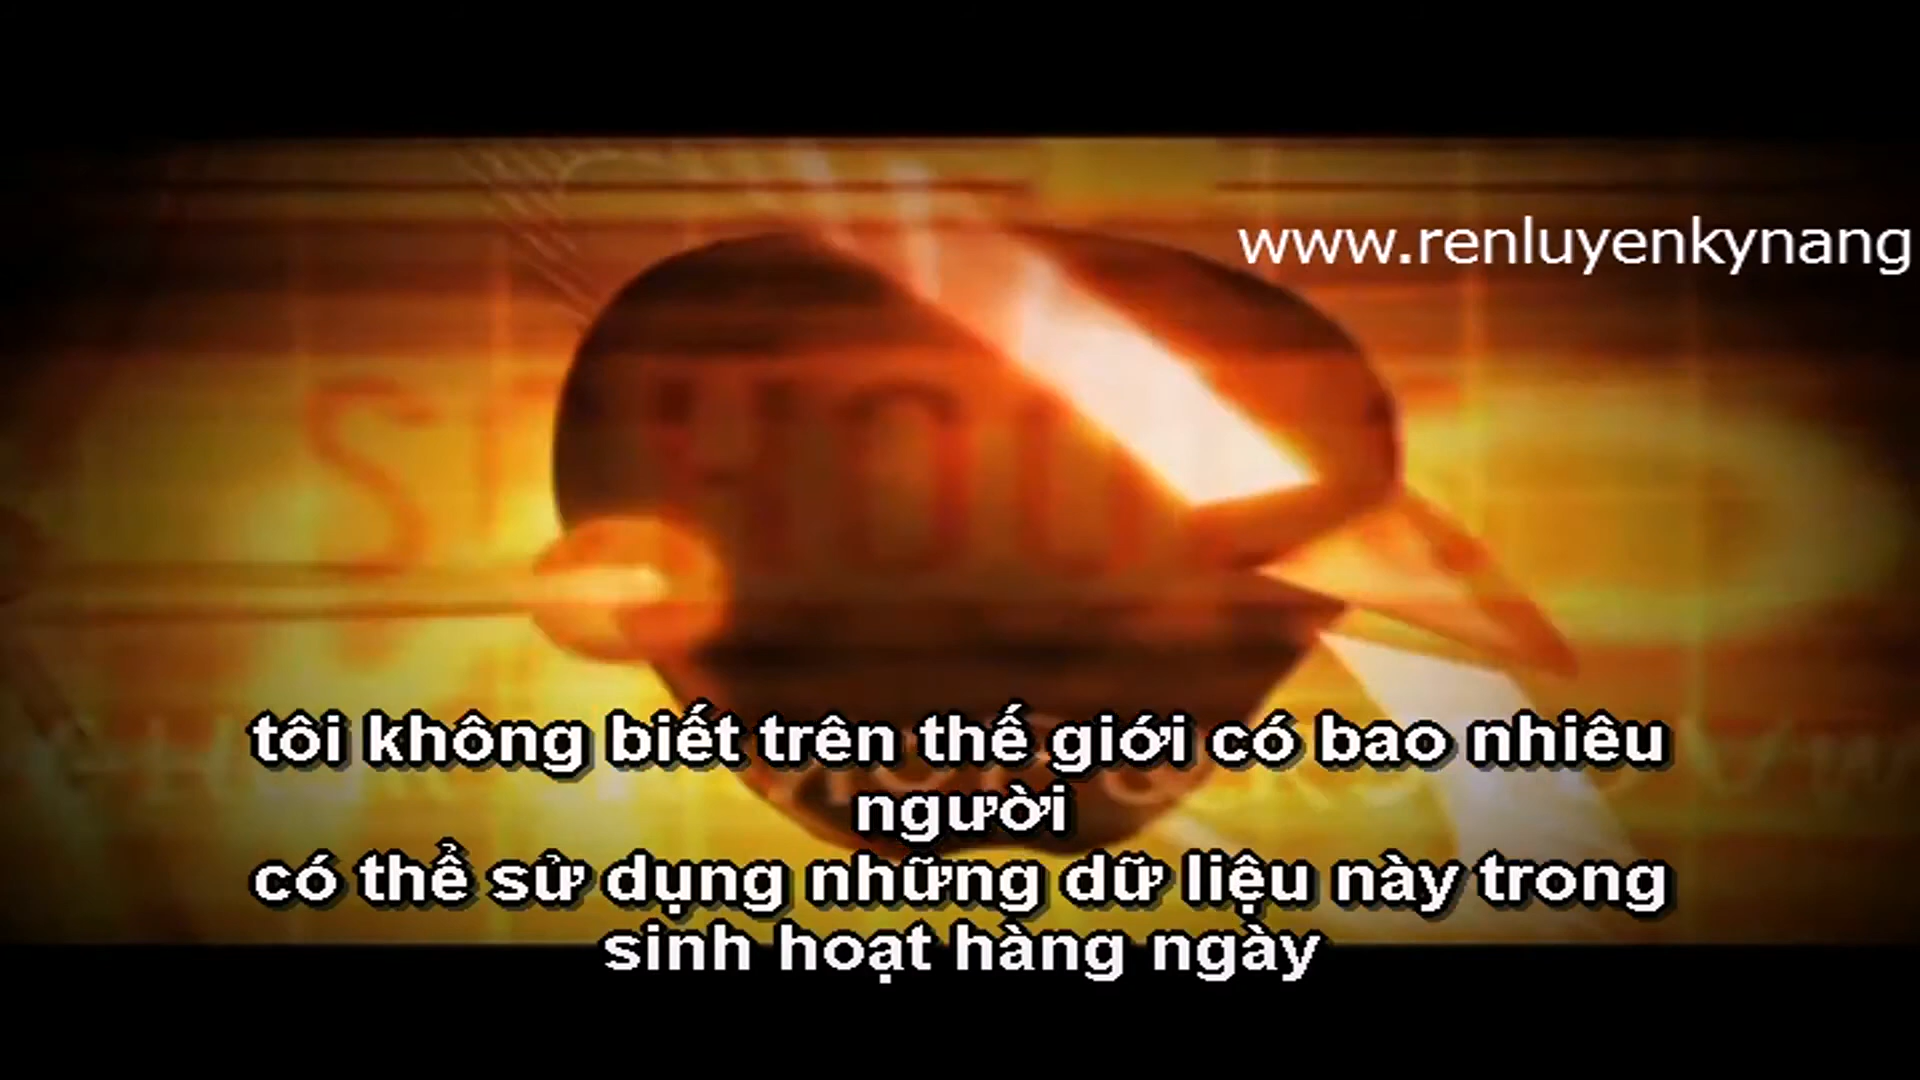 www.renluyenkynang
tôi không biết trên thế giới có bao nhiêu
người
có thể sử dụng những dữ liệu này trong
sinh hoạt hàng ngày